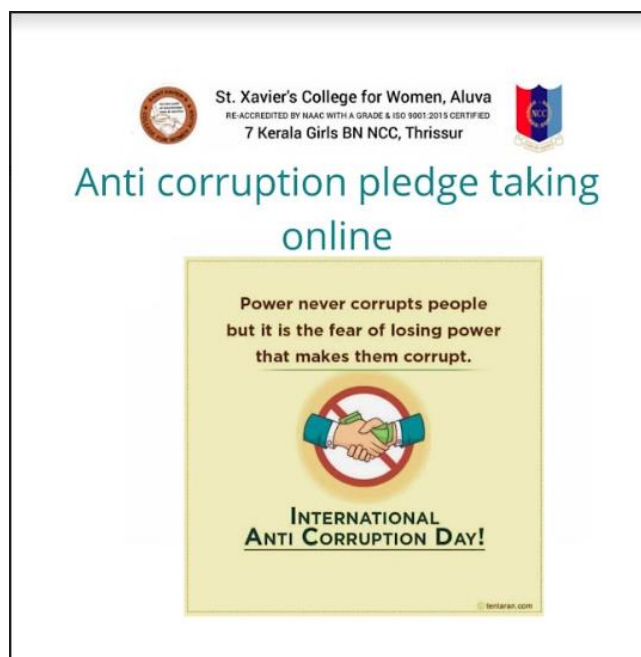 St. Xavier's College for Women, Aluva
RE-ACCREDITED BY NAAC WITH A GRADE & ISO 9001:2015 CERTIFIED
7 Kerala Girls BN NCC, Thrissur
NCC
Anti corruption pledge taking
online
Power never corrupts people
but it is the fear of losing power
that makes them corrupt.
INTERNATIONAL
ANTI CORRUPTION DAY!
© tentaran.com